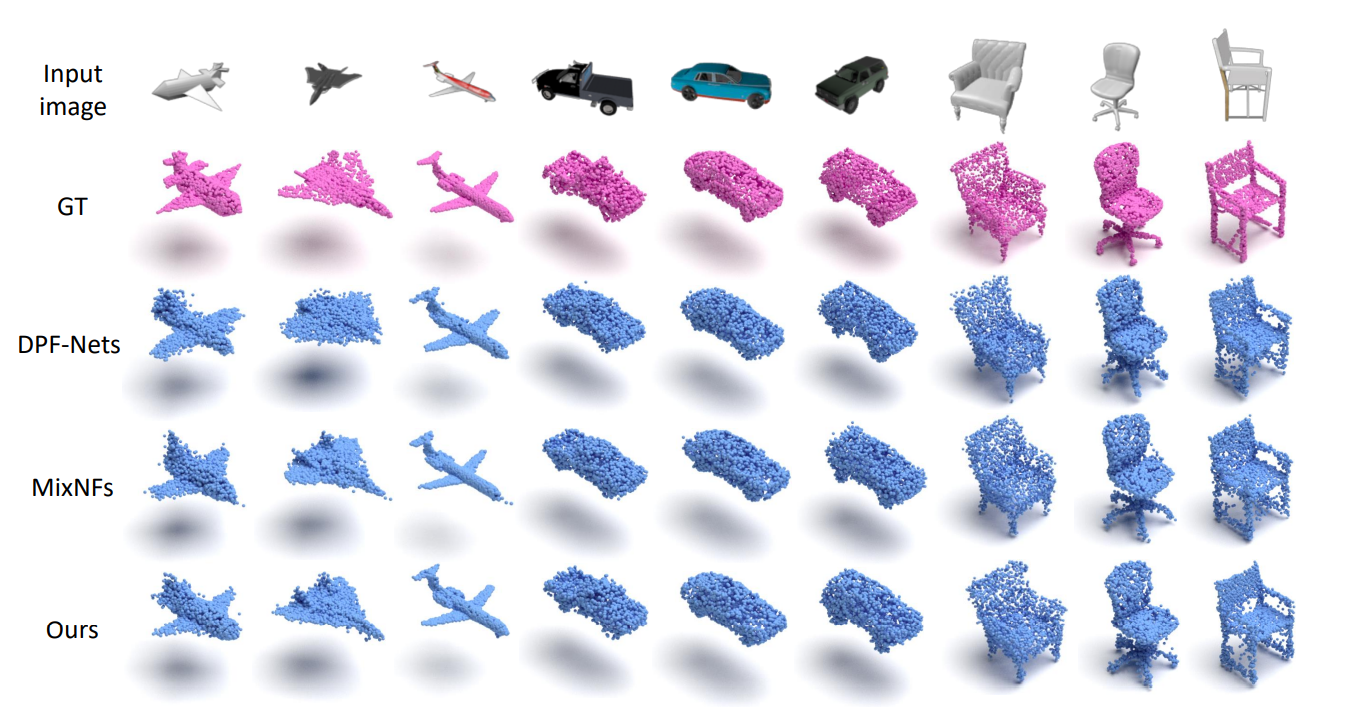 Input
image
GT
DPF-Nets
MixNFs
Ours